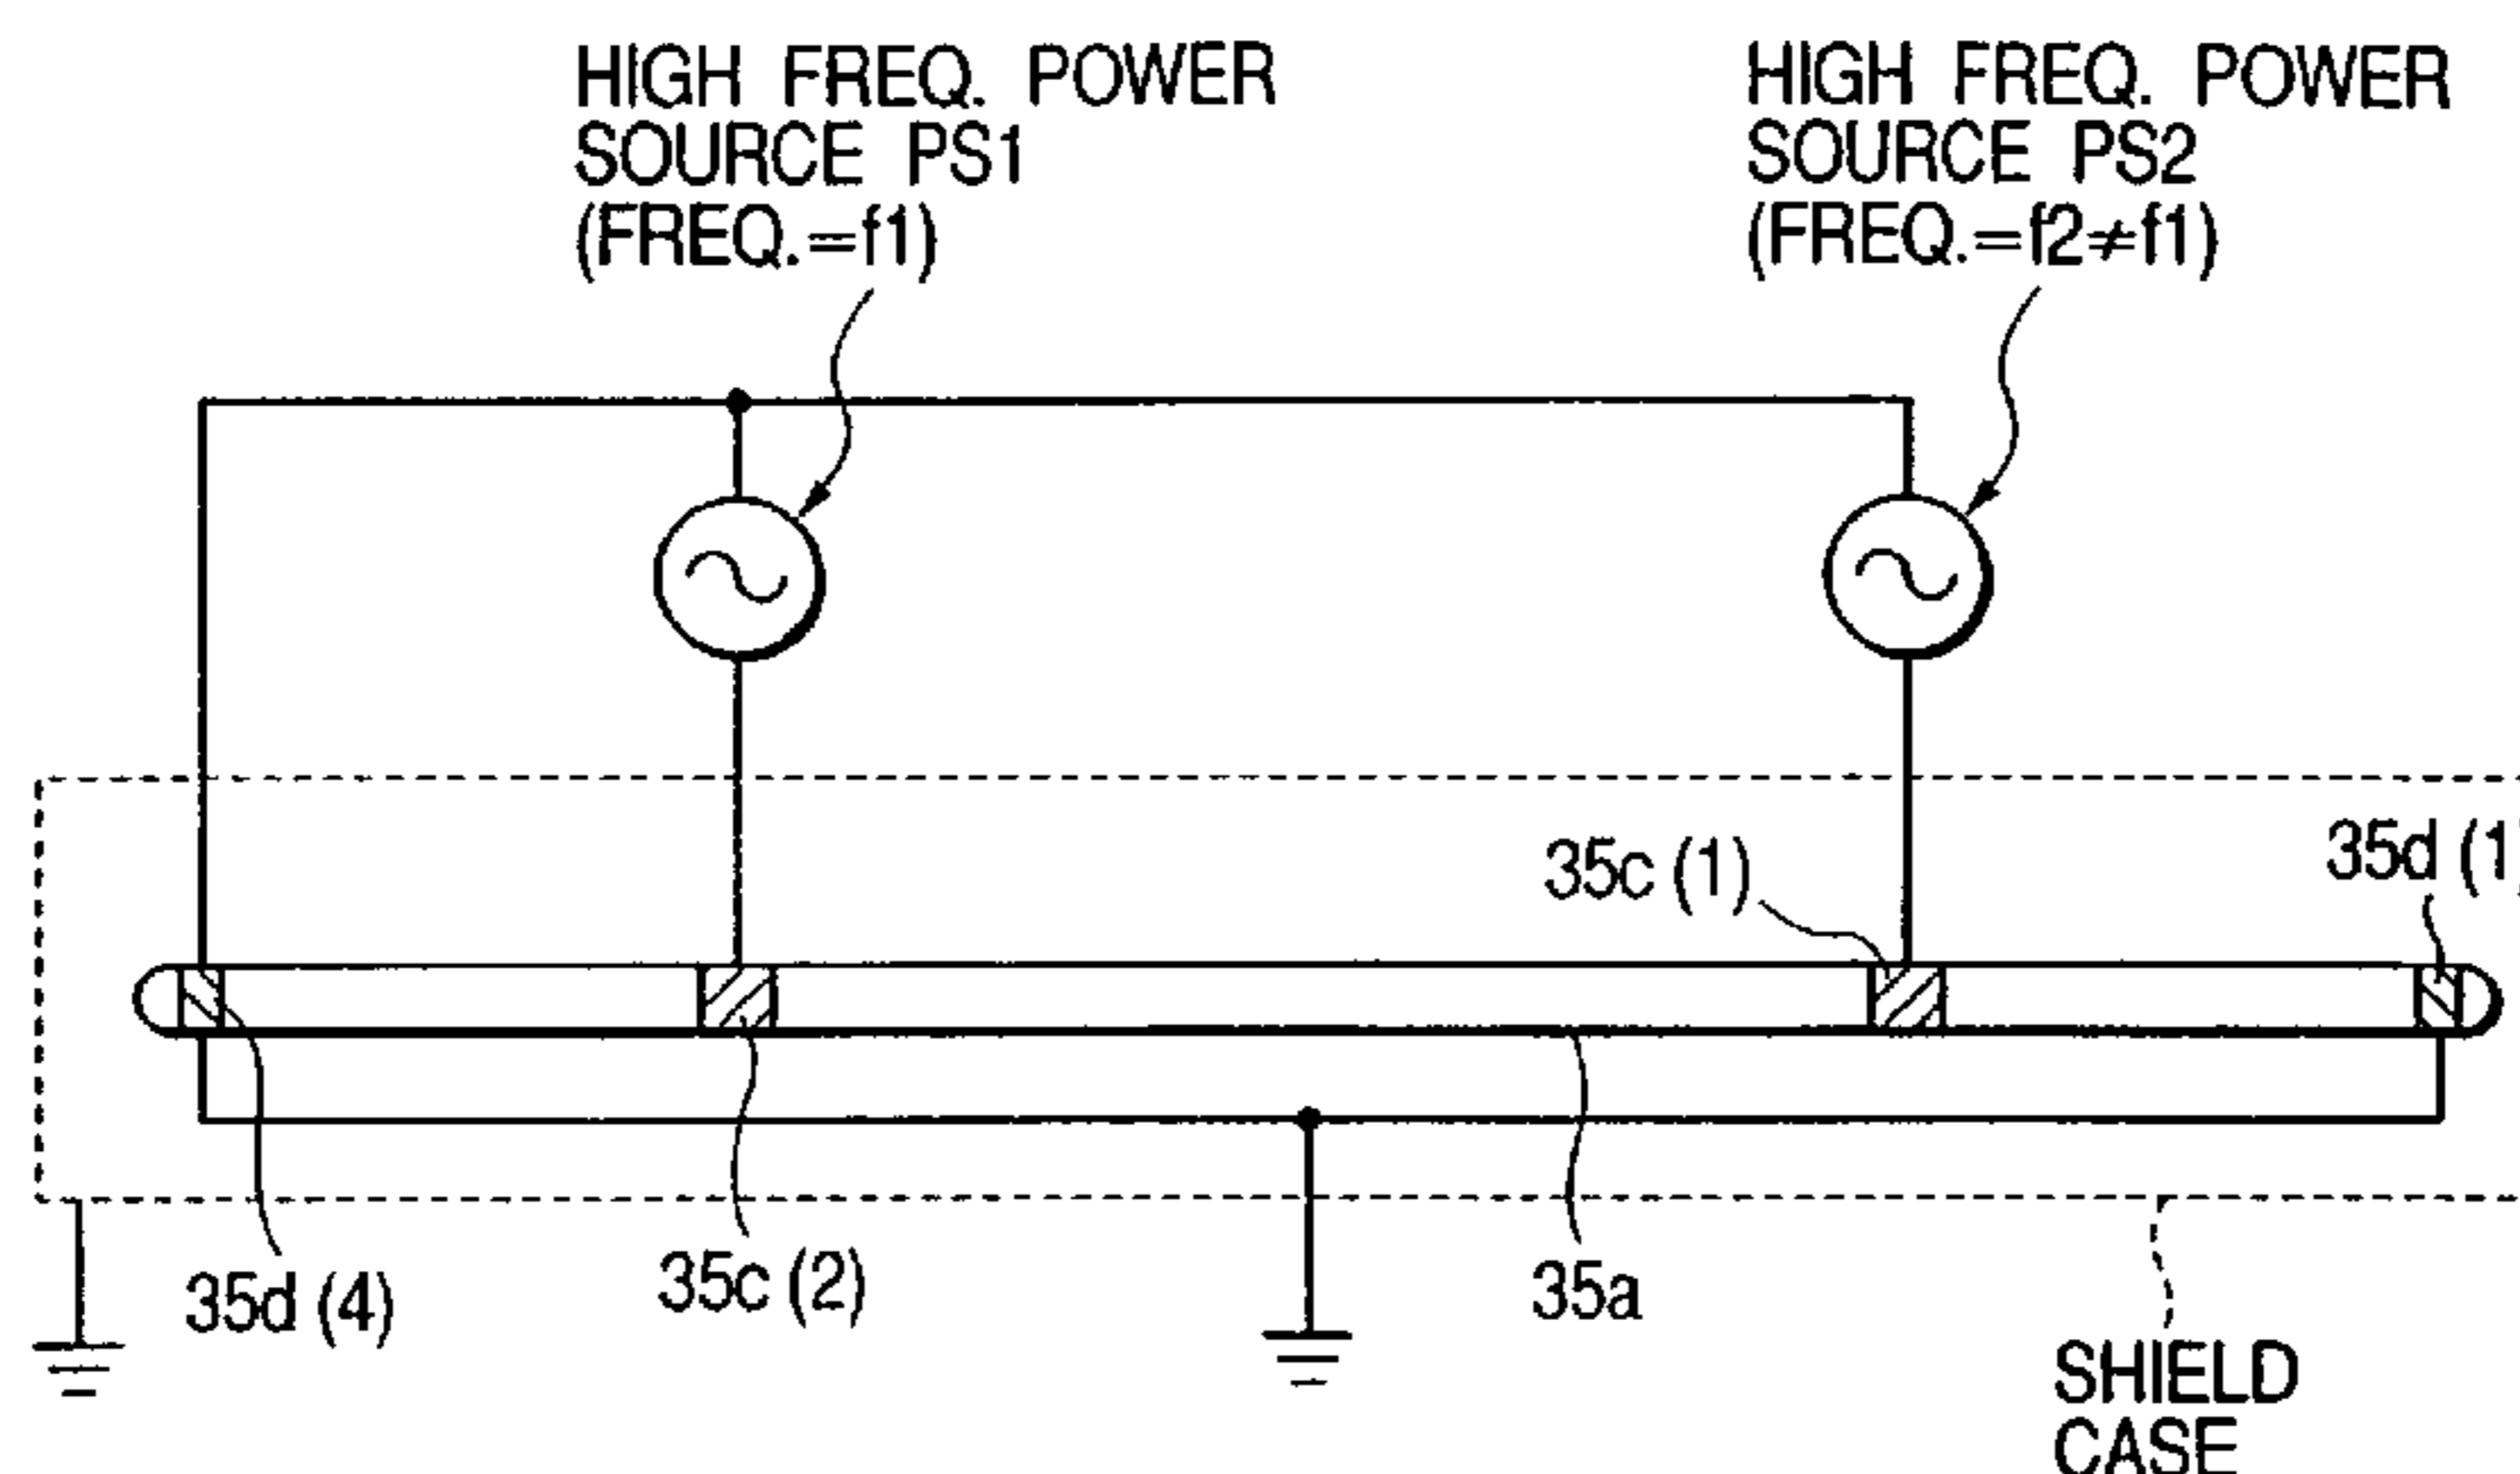 HIGH FREQ. POWER
SOURCE PS1
(FREQ.=f1)
HIGH FREQ. POWER
SOURCE PS2
(FREQ.=f2≠f1)
35c (1)
35d (1
35d (4)
35c (2)
35a
SHIELD
CASE